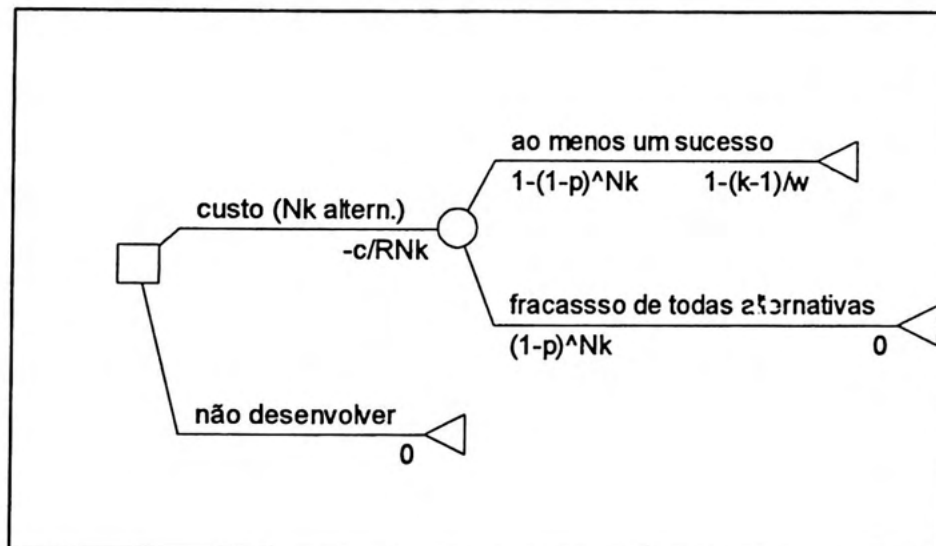 ao menos um sucesso
1-(1-p)^Nk 1-(k-1)/w
custo (Nk altern.)
-c/RNk
fracassso de todas alternativas
(1-p)^Nk 0
não desenvolver
0